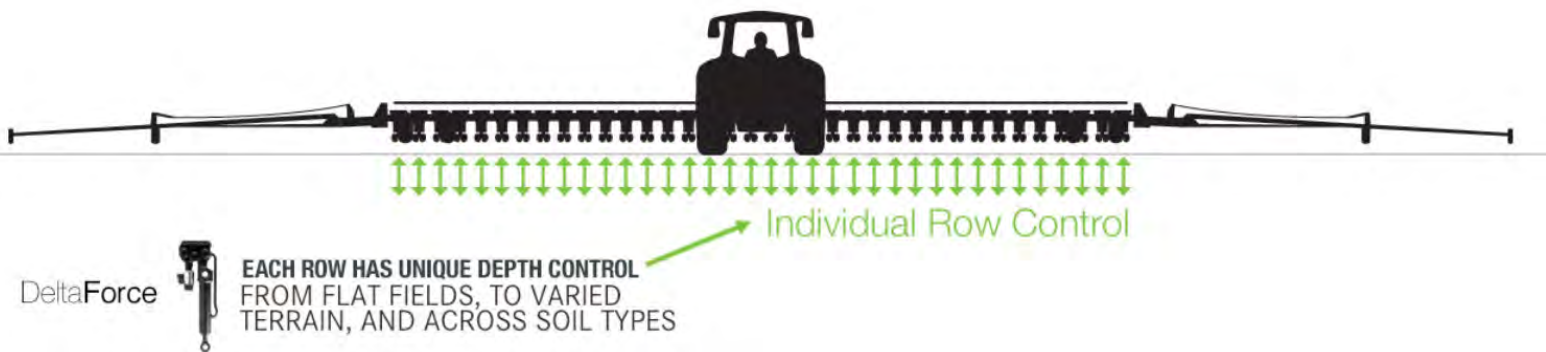 Individual Row Control
DeltaForce
EACH ROW HAS UNIQUE DEPTH CONTROL
FROM FLAT FIELDS, TO VARIED
TERRAIN, AND ACROSS SOIL TYPES